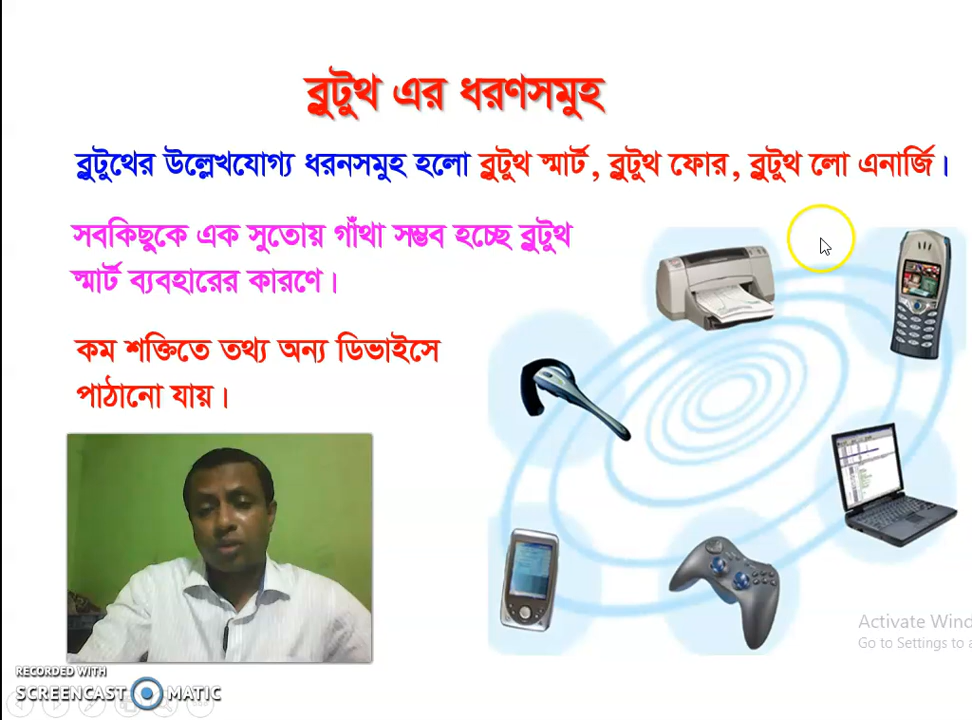 ব্লুটুথ এর ধরণসমুহ
ব্লুটুথের উল্লেখযোগ্য ধরনসমুহ হলো ব্লুটুথ স্মার্ট, ব্লুটুথ ফোর, ব্লুটুথ লো এনার্জি।
সবকিছুকে এক সুতোয় গাঁথা সম্ভব হচ্ছে ব্লুটুথ
স্মার্ট ব্যবহারের কারণে।
কম শক্তিতে তথ্য অন্য ডিভাইসে
পাঠানো যায়।
Activate Wind
Go to Settings to a
RECORDED WITH
SCREENCAST MATIC